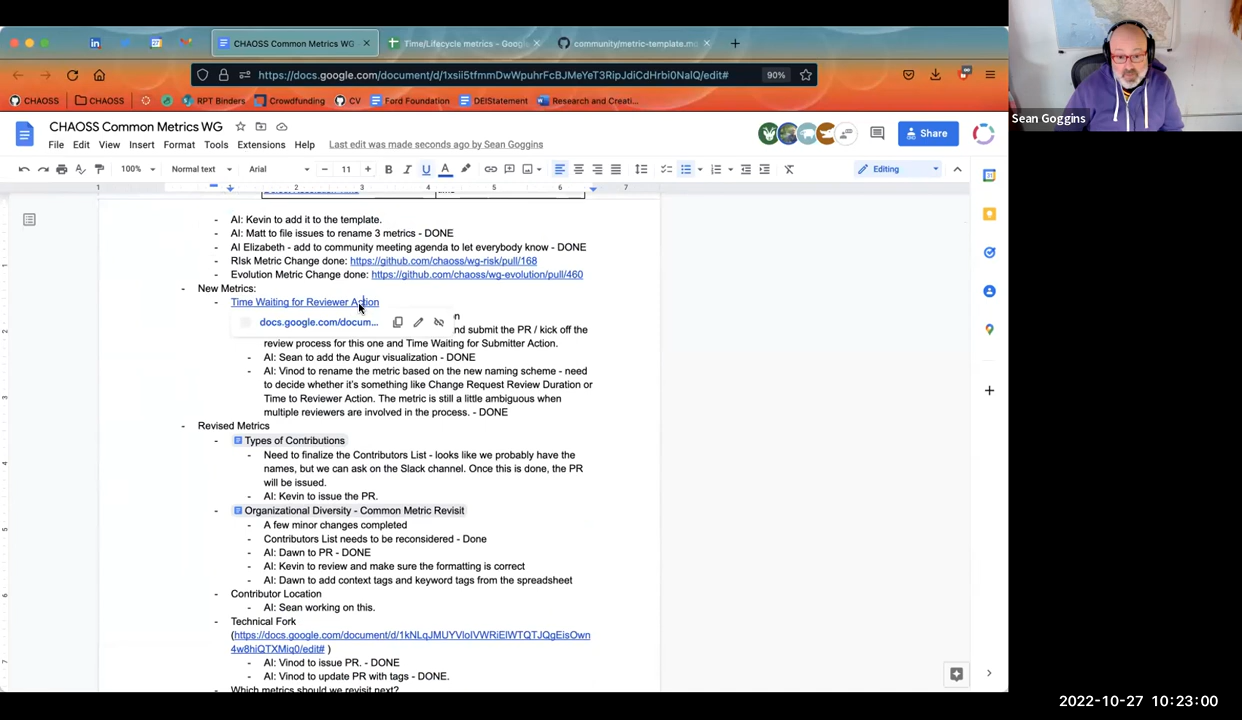 CHAOSS Common Metrics WG
Time/Lifecycle metrics - Goog
community/metric-template.m
https://docs.google.com/document/d/1xsii5tfmmDwWpuhrFcBJMeYeT3RipJdiCdHrbi0NalQ/edit#
90%
CHAOSS
CHAOSS
RPT Binders
Crowdfunding
CV
Ford Foundation
DEIStatement
Research and Creati...
CHAOSS Common Metrics WG
File Edit View Insert Format Tools Extensions Help
Last edit was made seconds ago by Sean Goggins
Share
100%
Normal text
Arial
11
Editing
1 1 2 3 4 5 6 7
- AI: Kevin to add it to the template.
- AI: Matt to file issues to rename 3 metrics - DONE
- AI Elizabeth - add to community meeting agenda to let everybody know - DONE
- RIsk Metric Change done: https://github.com/chaoss/wg-risk/pull/168
- Evolution Metric Change done: https://github.com/chaoss/wg-evolution/pull/460
- New Metrics:
- Time Waiting for Reviewer Action
docs.google.com/docum...
nd submit the PR / kick off the
review process for this one and Time Waiting for Submitter Action.
- AI: Sean to add the Augur visualization - DONE
- AI: Vinod to rename the metric based on the new naming scheme - need
to decide whether it's something like Change Request Review Duration or
Time to Reviewer Action. The metric is still a little ambiguous when
multiple reviewers are involved in the process. - DONE
- Revised Metrics
- Types of Contributions
- Need to finalize the Contributors List - looks like we probably have the
names, but we can ask on the Slack channel. Once this is done, the PR
will be issued.
- AI: Kevin to issue the PR.
- Organizational Diversity - Common Metric Revisit
- A few minor changes completed
- Contributors List needs to be reconsidered - Done
- AI: Dawn to PR - DONE
- AI: Kevin to review and make sure the formatting is correct
- AI: Dawn to add context tags and keyword tags from the spreadsheet
- Contributor Location
- AI: Sean working on this.
- Technical Fork
(https://docs.google.com/document/d/1kNLqJMUYVloIVWRiElWTQTJQgEisOwn
4w8hiQTXMiq0/edit# )
- AI: Vinod to issue PR. - DONE
- AI: Vinod to update PR with tags - DONE.
- Which metrics should we revisit next?
Sean Goggins
2022-10-27 10:23:00